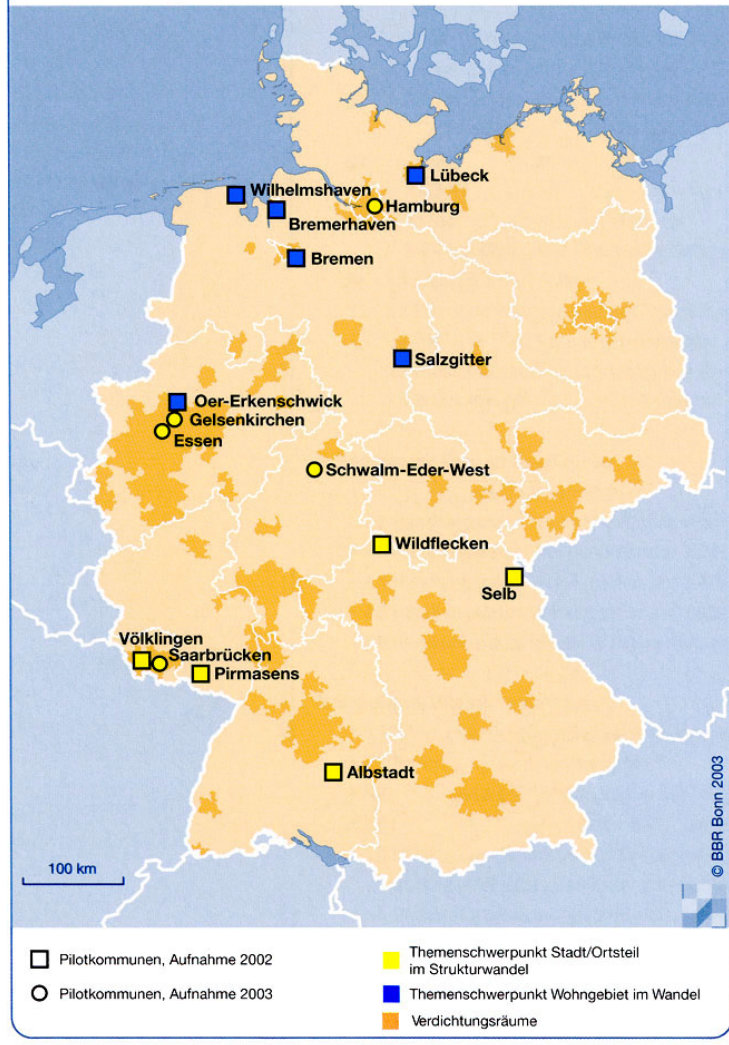 Lübeck
Wilhelmshaven
Hamburg
Bremerhaven
Bremen
Salzgitter
Oer-Erkenschwick
Gelsenkirchen
Essen
Schwalm-Eder-West
Wildflecken
Selb
Völklingen
Saarbrücken
Pirmasens
Albstadt
100 km
© BBR Bonn 2003
Pilotkommunen, Aufnahme 2002
Pilotkommunen, Aufnahme 2003
Themenschwerpunkt Stadt/Ortsteil
im Strukturwandel
Themenschwerpunkt Wohngebiet im Wandel
Verdichtungsräume